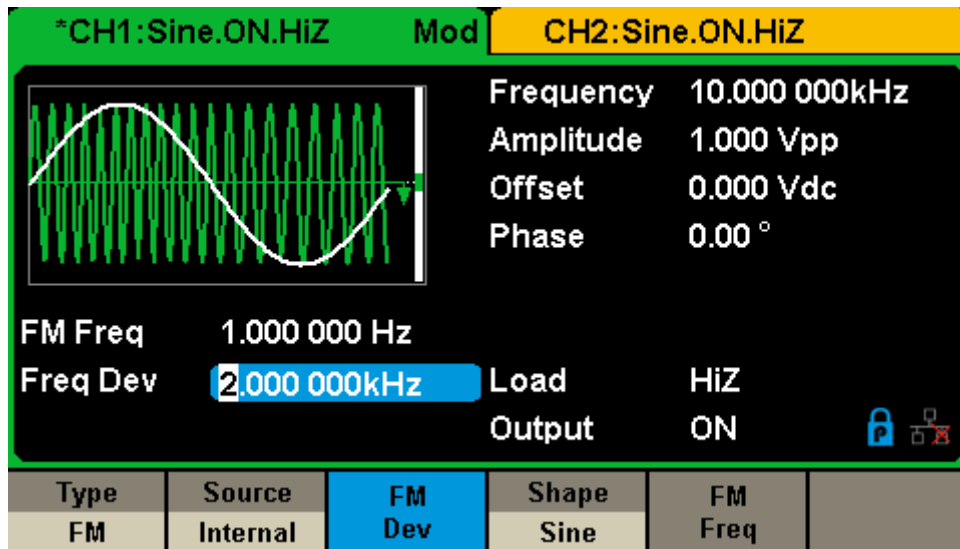 *CH1:Sine.ON.HiZ Mod CH2:Sine.ON.HiZ
Frequency 10.000 000kHz
Amplitude 1.000 Vpp
Offset 0.000 Vdc
Phase 0.00 °
FM Freq 1.000 000 Hz
Freq Dev 2.000 000kHz Load HiZ
Output ON P
Type Source FM Shape FM
FM Internal Dev Sine Freq